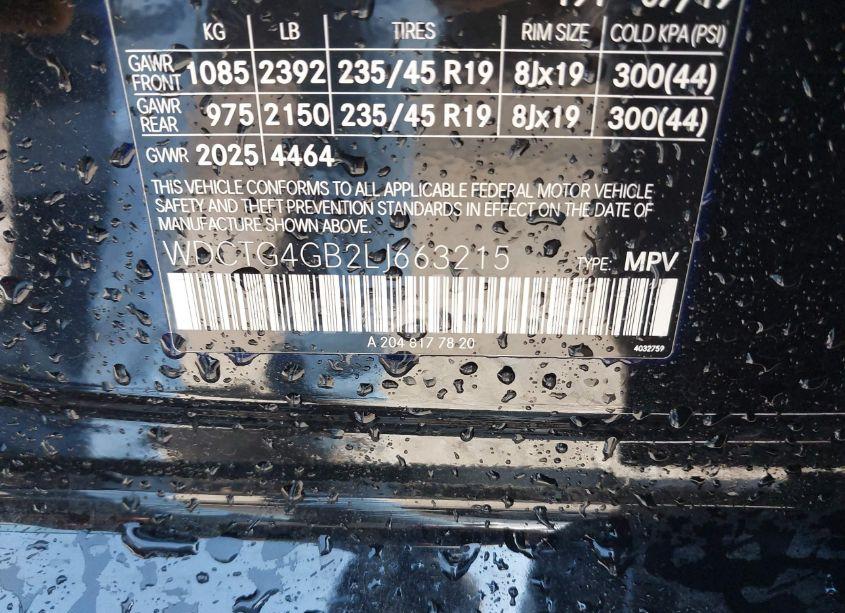 KG LB TIRES RIM SIZE COLD KPA (PSI)
GAWR FRONT 1085 2392 235/45 R19 8Jx19 300(44)
GAWR REAR 975 2150 235/45 R19 8Jx19 300(44)
GVWR 2025 4464
THIS VEHICLE CONFORMS TO ALL APPLICABLE FEDERAL MOTOR VEHICLE
SAFETY AND THEFT PREVENTION STANDARDS IN EFFECT ON THE DATE OF
MANUFACTURE SHOWN ABOVE.
WDCTG4GB2LJ663215 TYPE: MPV
A 204 817 78 20 4032759